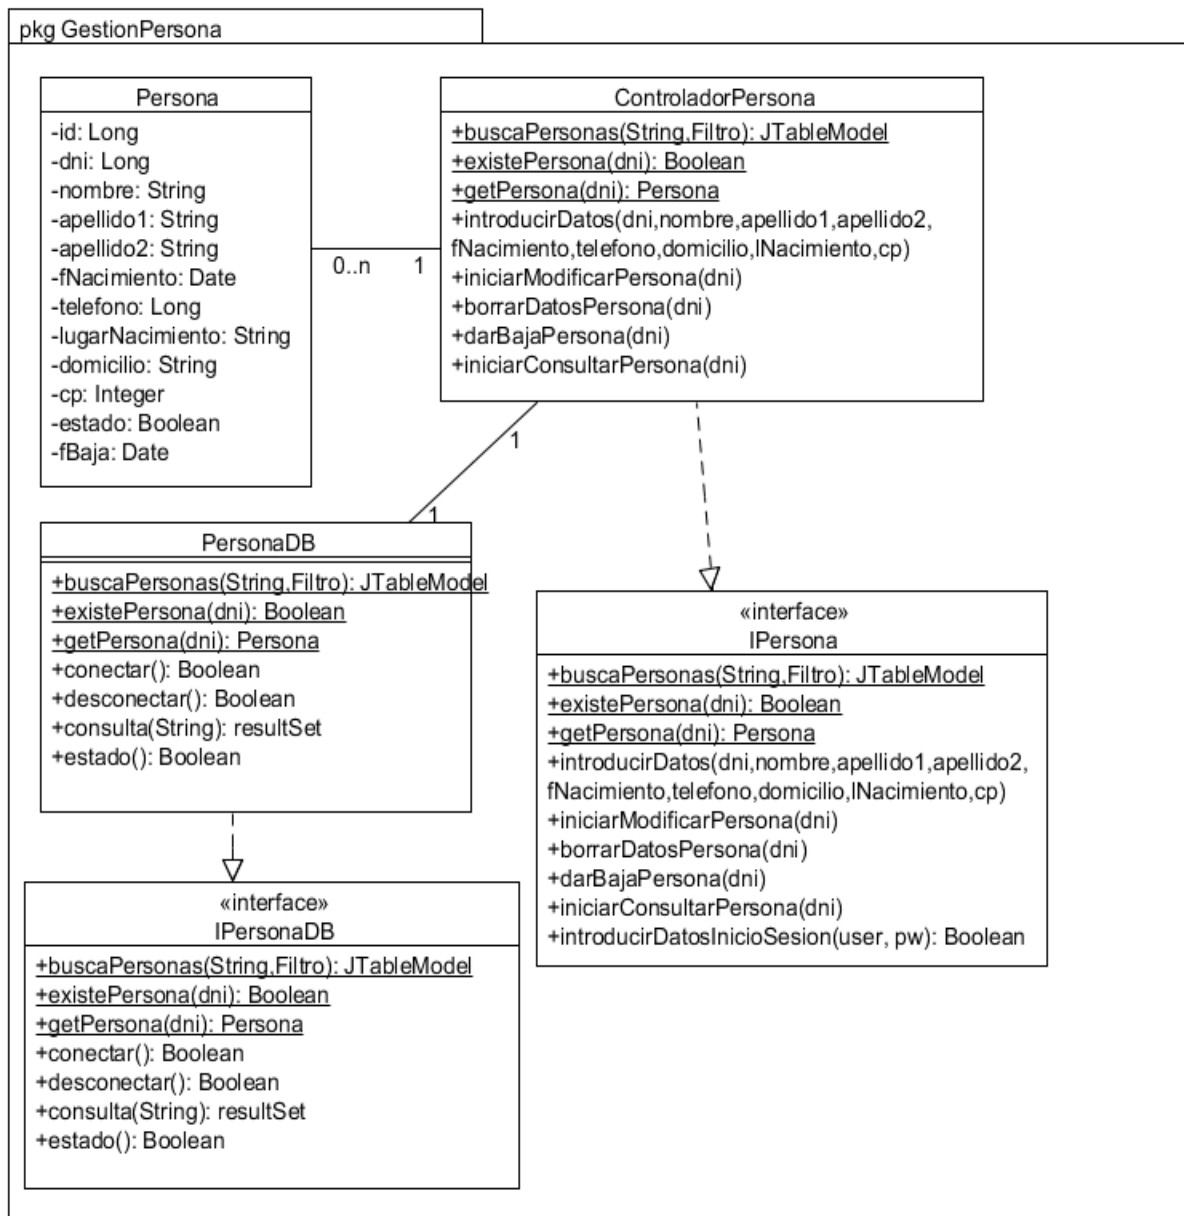 pkg GestionPersona
Persona
-id: Long
-dni: Long
-nombre: String
-apellido1: String
-apellido2: String
-fNacimiento: Date
-telefono: Long
-lugarNacimiento: String
-domicilio: String
-cp: Integer
-estado: Boolean
-fBaja: Date
0..n
1
ControladorPersona
+buscaPersonas(String,Filtro): JTableModel
+existePersona(dni): Boolean
+getPersona(dni): Persona
+introducirDatos(dni,nombre,apellido1,apellido2,
fNacimiento,telefono,domicilio,lNacimiento,cp)
+iniciarModificarPersona(dni)
+borrarDatosPersona(dni)
+darBajaPersona(dni)
+iniciarConsultarPersona(dni)
1
1
PersonaDB
+buscaPersonas(String,Filtro): JTableModel
+existePersona(dni): Boolean
+getPersona(dni): Persona
+conectar(): Boolean
+desconectar(): Boolean
+consulta(String): resultSet
+estado(): Boolean
«interface»
IPersona
+buscaPersonas(String,Filtro): JTableModel
+existePersona(dni): Boolean
+getPersona(dni): Persona
+introducirDatos(dni,nombre,apellido1,apellido2,
fNacimiento,telefono,domicilio,lNacimiento,cp)
+iniciarModificarPersona(dni)
+borrarDatosPersona(dni)
+darBajaPersona(dni)
+iniciarConsultarPersona(dni)
+introducirDatosInicioSesion(user, pw): Boolean
«interface»
IPersonaDB
+buscaPersonas(String,Filtro): JTableModel
+existePersona(dni): Boolean
+getPersona(dni): Persona
+conectar(): Boolean
+desconectar(): Boolean
+consulta(String): resultSet
+estado(): Boolean